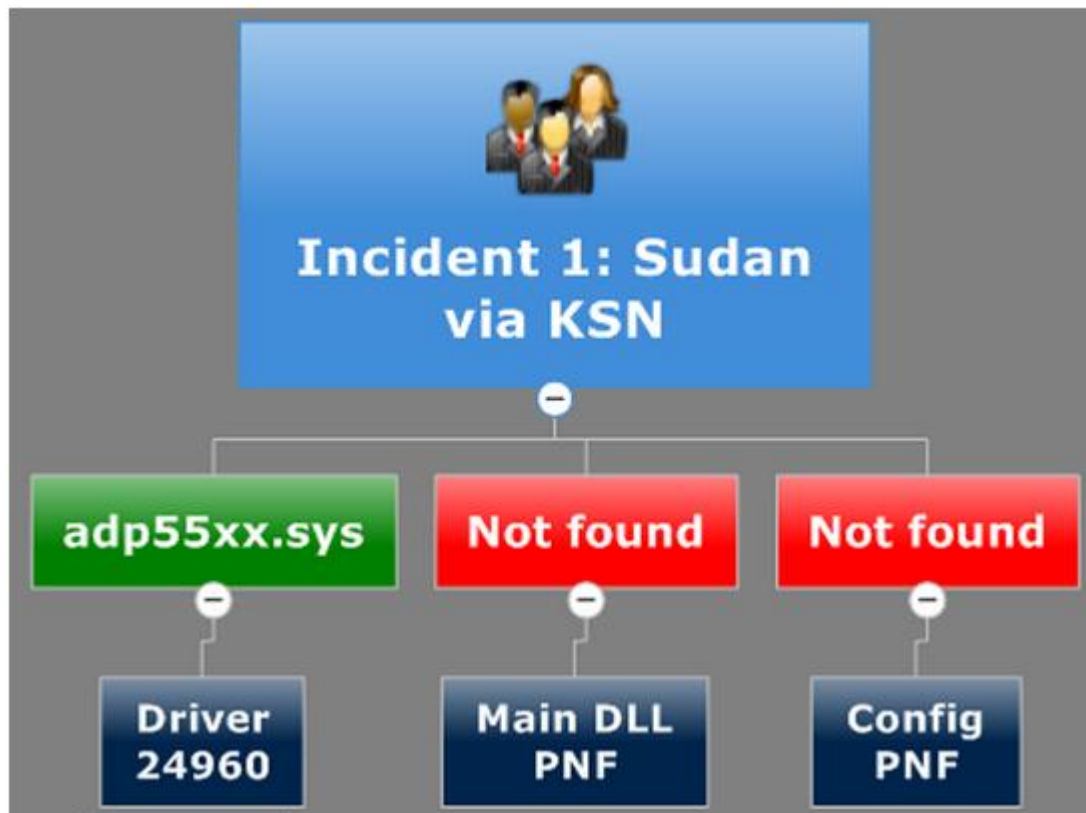 Incident 1: Sudan
via KSN
adp55xx.sys
Not found
Not found
Driver
24960
Main DLL
PNF
Config
PNF